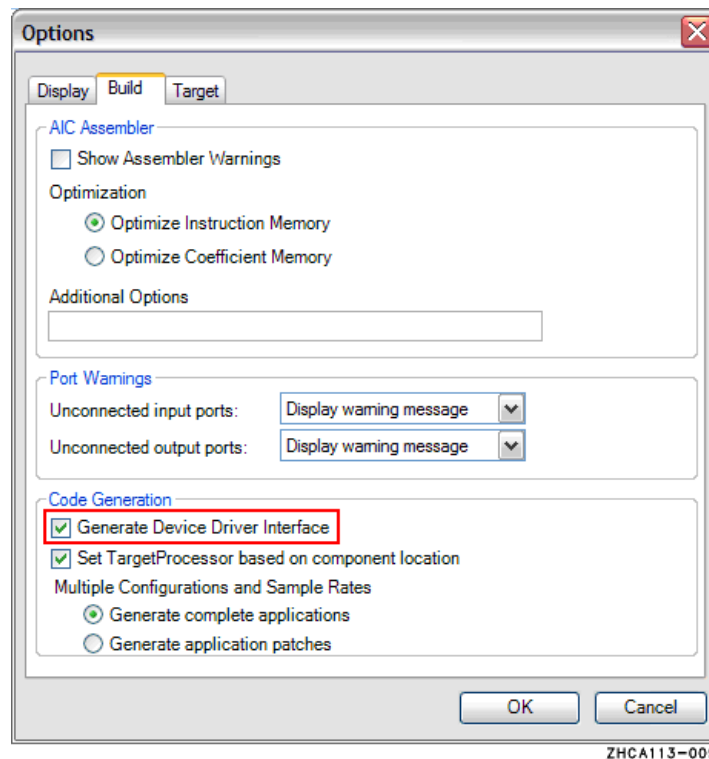 Options
Display Build Target
AIC Assembler
Show Assembler Warnings
Optimization
Optimize Instruction Memory
Optimize Coefficient Memory
Additional Options
Port Warnings
Unconnected input ports: Display warning message
Unconnected output ports: Display warning message
Code Generation
Generate Device Driver Interface
Set TargetProcessor based on component location
Multiple Configurations and Sample Rates
Generate complete applications
Generate application patches
OK Cancel